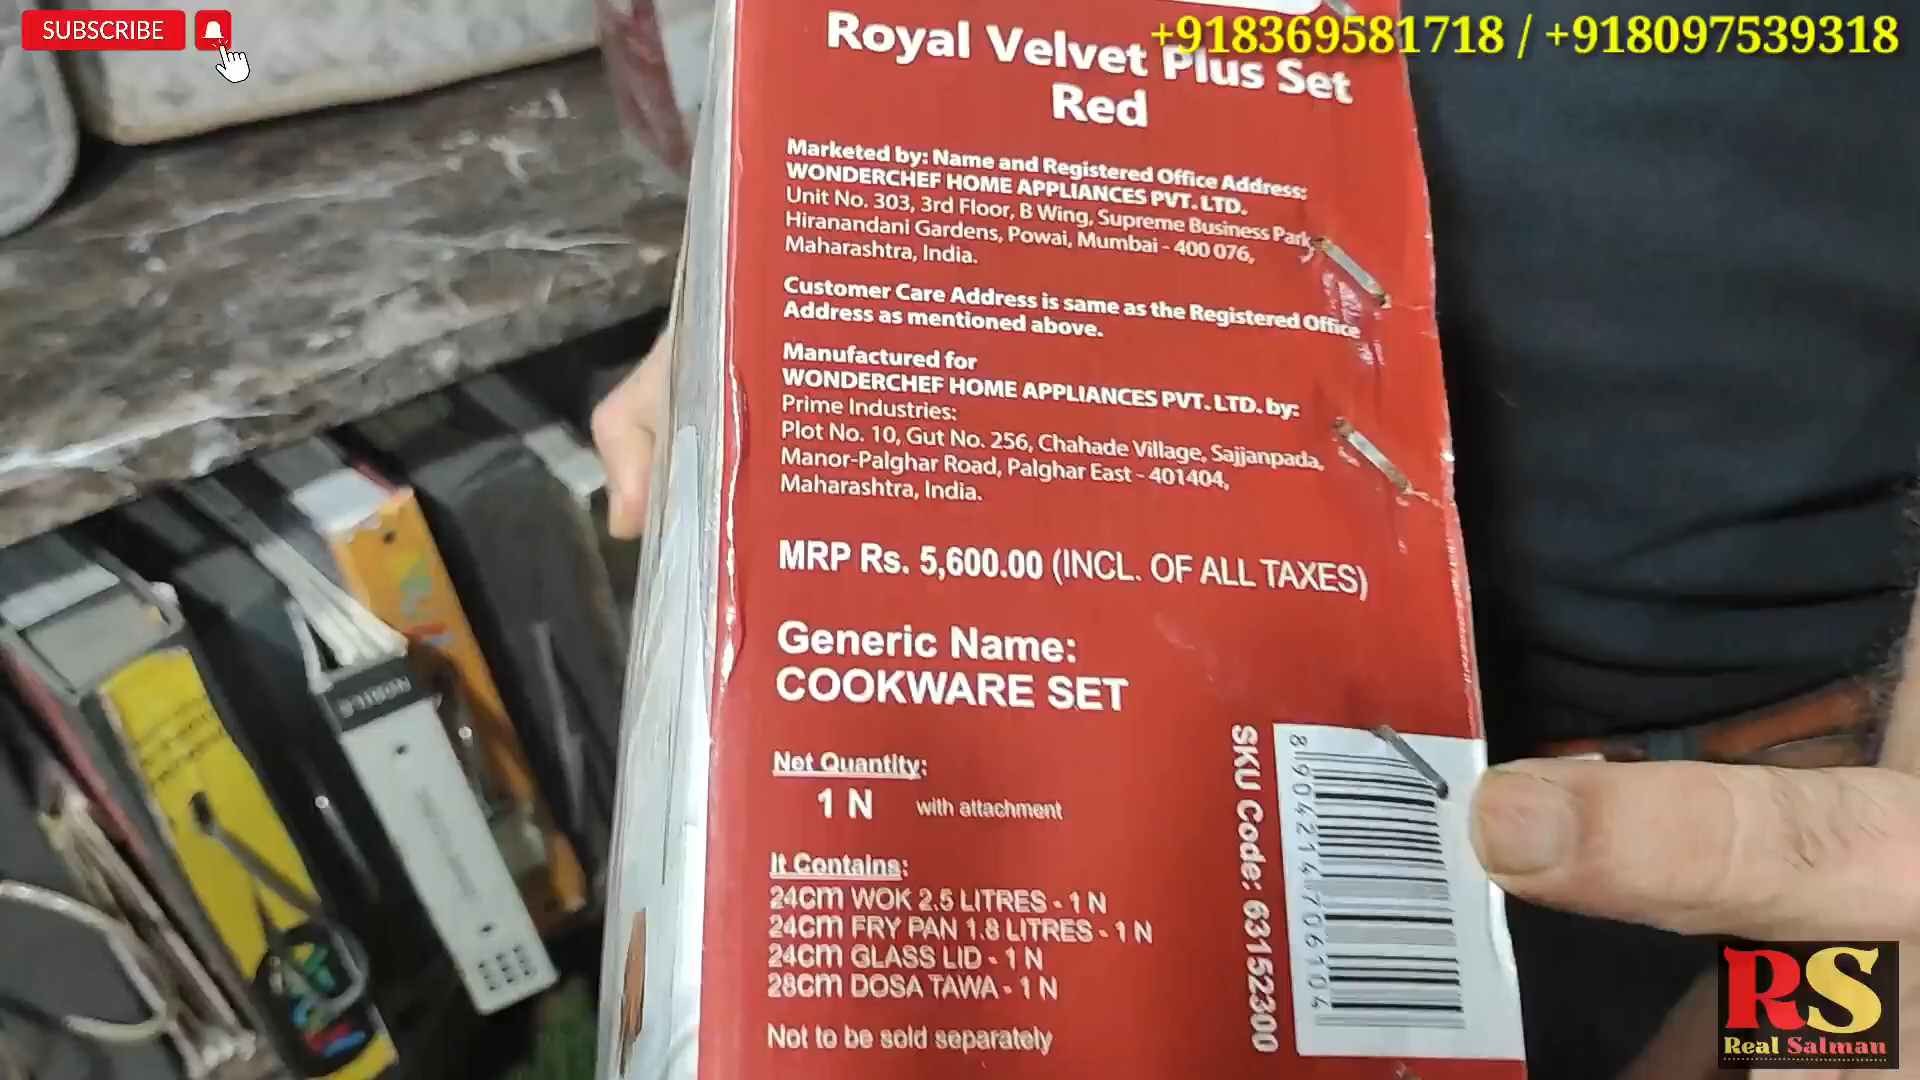 SUBSCRIBE
+918369581718 / +918097539318
Royal Velvet Plus Set
Red
Marketed by: Name and Registered Office Address:
WONDERCHEF HOME APPLIANCES PVT. LTD.
Unit No. 303, 3rd Floor, B Wing, Supreme Business Park,
Hiranandani Gardens, Powai, Mumbai - 400 076,
Maharashtra, India.
Customer Care Address is same as the Registered Office
Address as mentioned above.
Manufactured for
WONDERCHEF HOME APPLIANCES PVT. LTD. by:
Prime Industries:
Plot No. 10, Gut No. 256, Chahade Village, Sajjanpada,
Manor-Palghar Road, Palghar East - 401404,
Maharashtra, India.
MRP Rs. 5,600.00 (INCL. OF ALL TAXES)
Generic Name:
COOKWARE SET
Net Quantity:
1 N with attachment
It Contains:
24cm WOK 2.5 LITRES - 1 N
24cm FRY PAN 1.8 LITRES - 1 N
24cm GLASS LID - 1 N
28cm DOSA TAWA - 1 N
Not to be sold separately
SKU Code: 63152300
8904214706104
NOBILE
RS
Real Salman